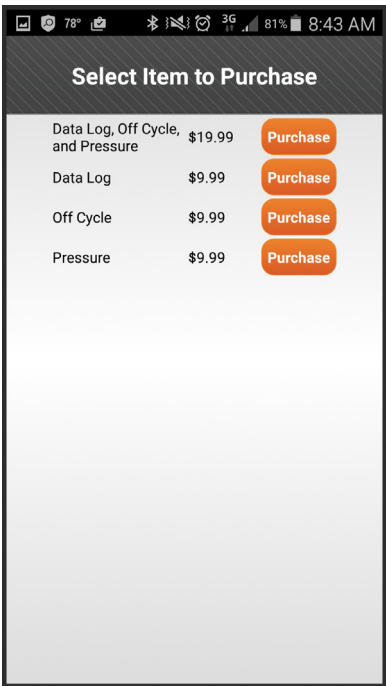 78° 3G 81% 8:43 AM
Select Item to Purchase
Data Log, Off Cycle,
and Pressure $19.99 Purchase
Data Log $9.99 Purchase
Off Cycle $9.99 Purchase
Pressure $9.99 Purchase